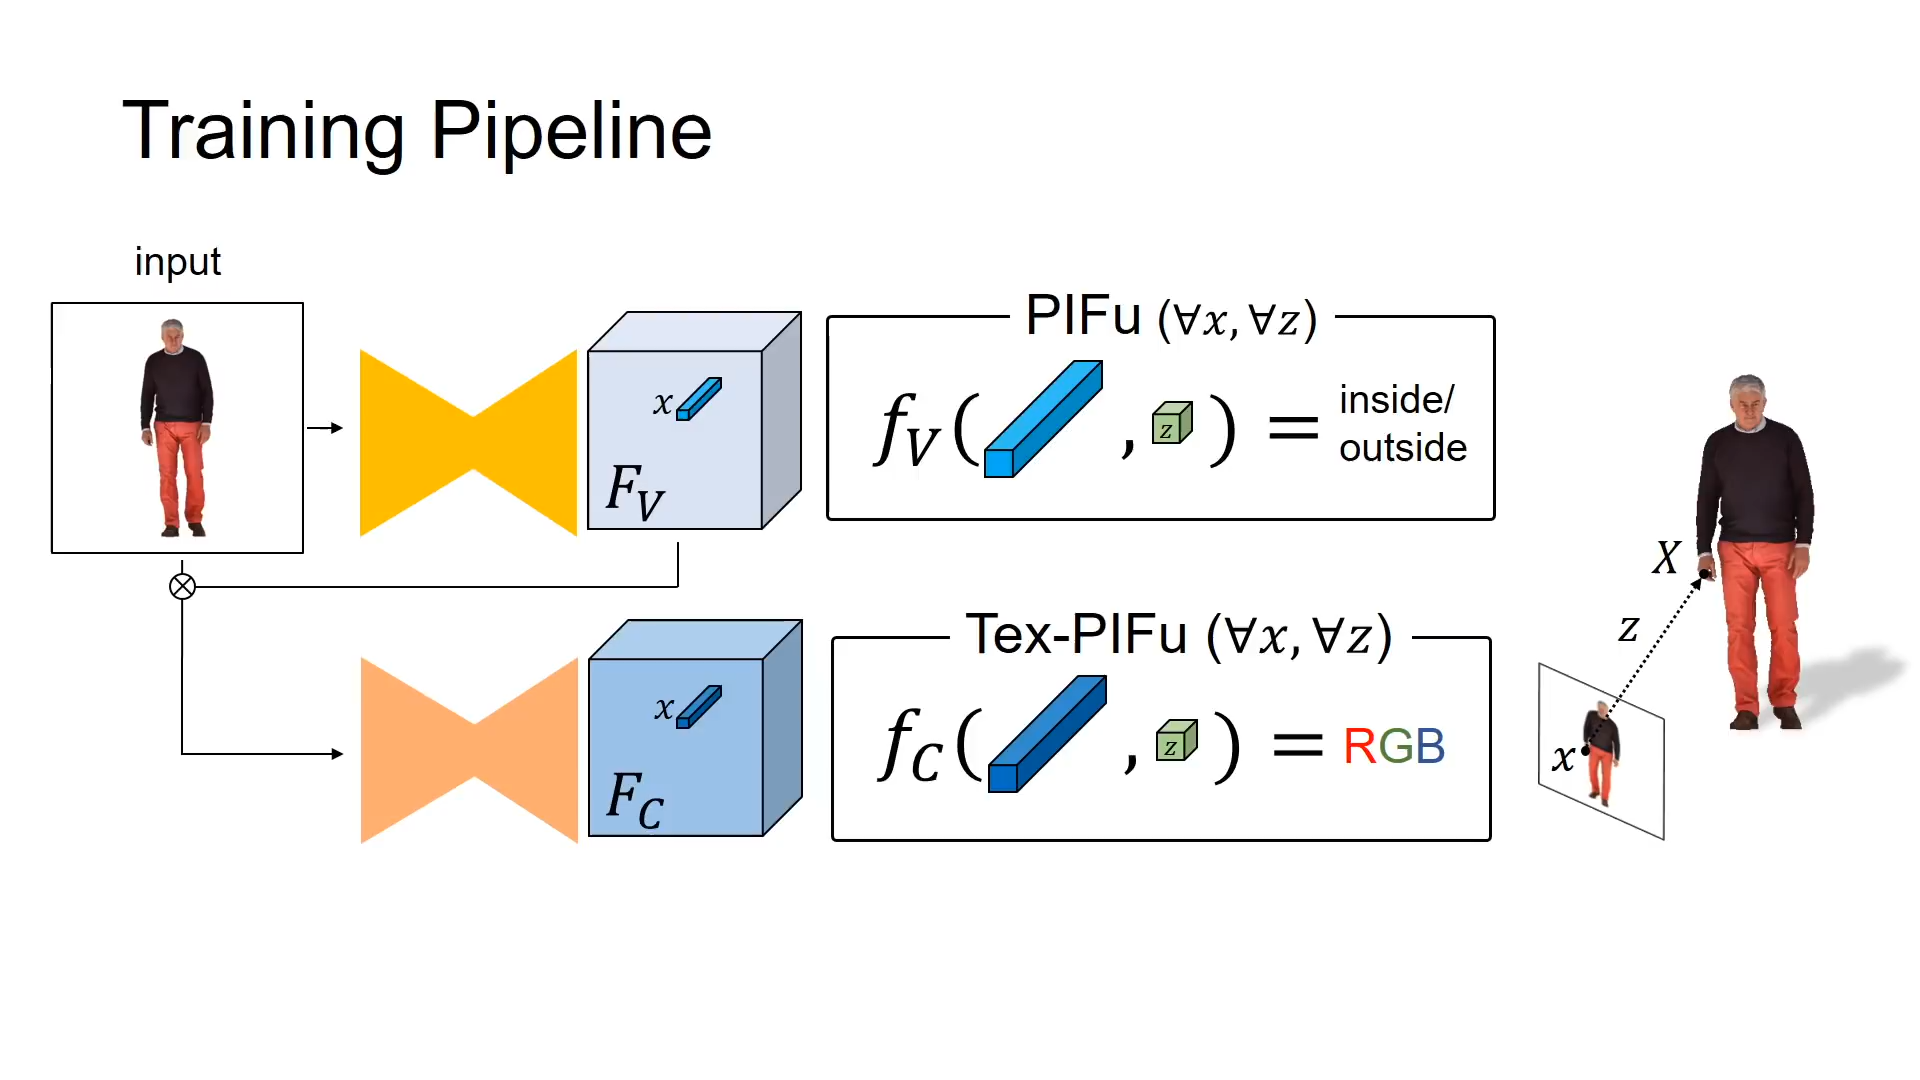 Training Pipeline
input
x
F_V
PIFu (∀x, ∀z)
f_V( , z ) = inside/
outside
x
F_C
Tex-PIFu (∀x, ∀z)
f_C( , z ) = RGB
X
z
x